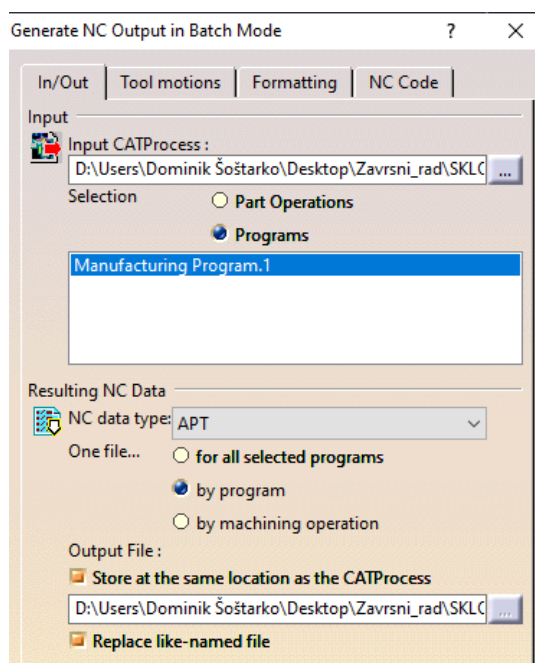 Generate NC Output in Batch Mode ? ×
In/Out Tool motions Formatting NC Code
Input
Input CATProcess :
D:\Users\Dominik Šoštarko\Desktop\Zavrsni_rad\SKLC ...
Selection Part Operations
Programs
Manufacturing Program.1
Resulting NC Data
NC data type: APT
One file... for all selected programs
by program
by machining operation
Output File :
Store at the same location as the CATProcess
D:\Users\Dominik Šoštarko\Desktop\Zavrsni_rad\SKLC ...
Replace like-named file